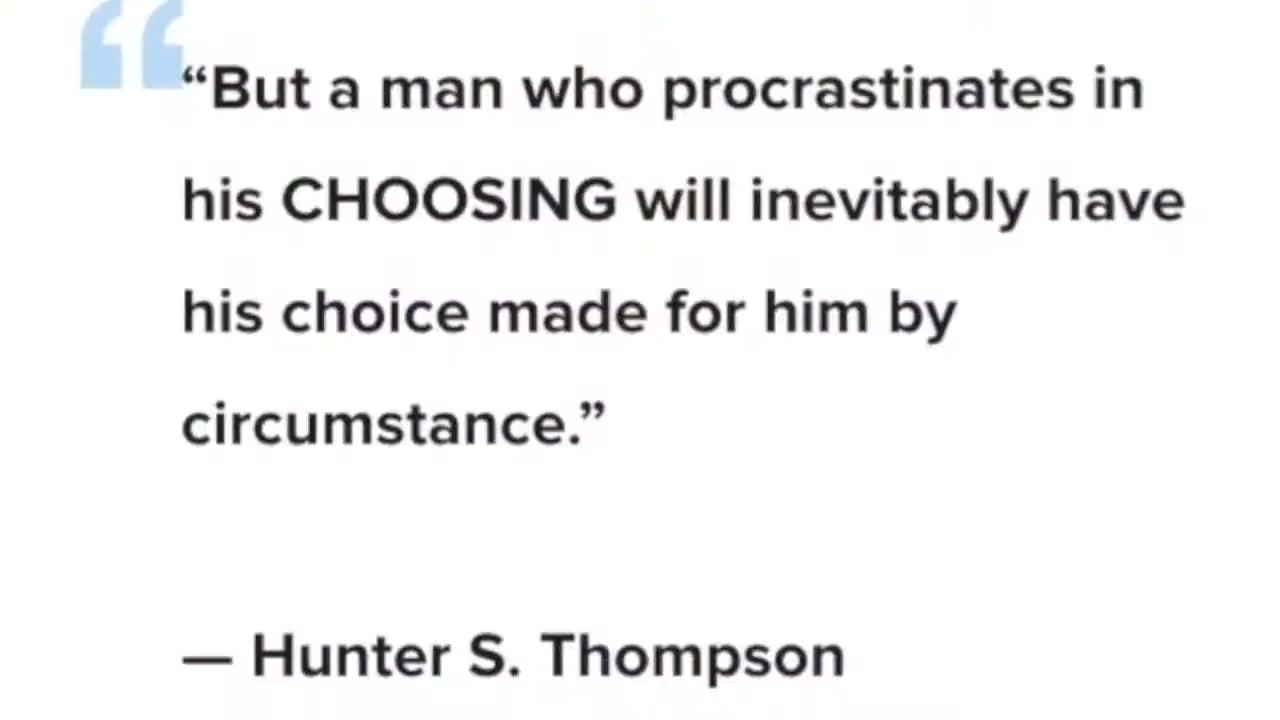 “But a man who procrastinates in
his CHOOSING will inevitably have
his choice made for him by
circumstance.”
— Hunter S. Thompson